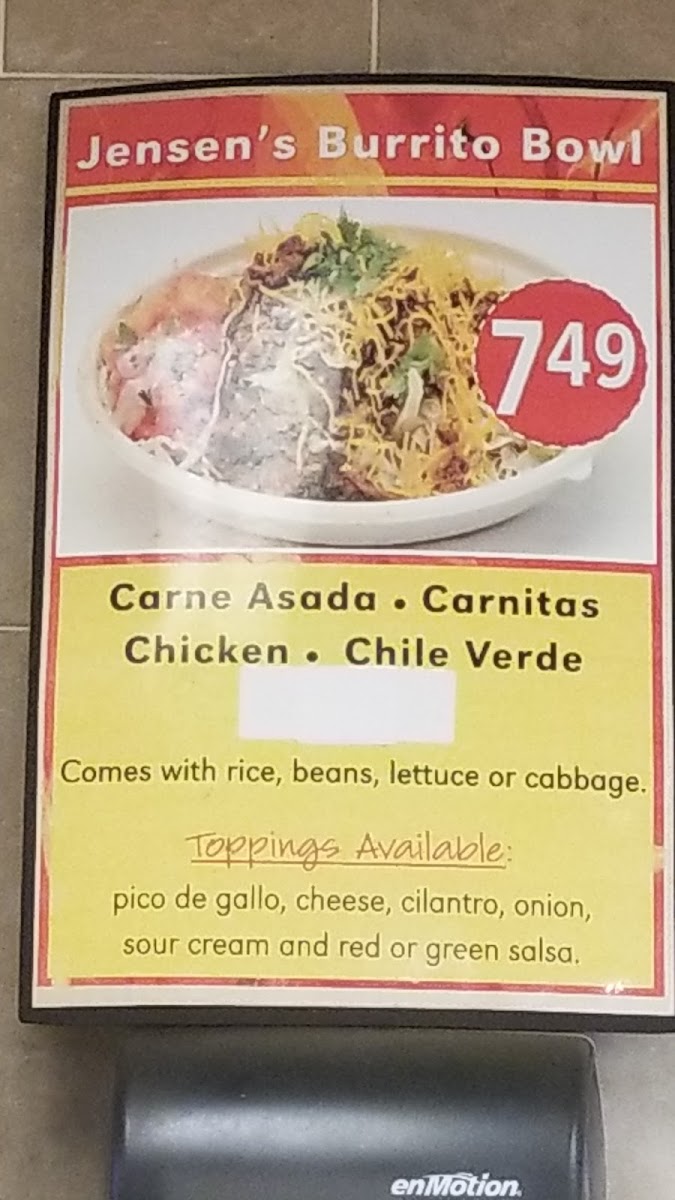 Jensen's Burrito Bowl
749
Carne Asada • Carnitas
Chicken • Chile Verde
Comes with rice, beans, lettuce or cabbage.
Toppings Available:
pico de gallo, cheese, cilantro, onion,
sour cream and red or green salsa.
enMotion